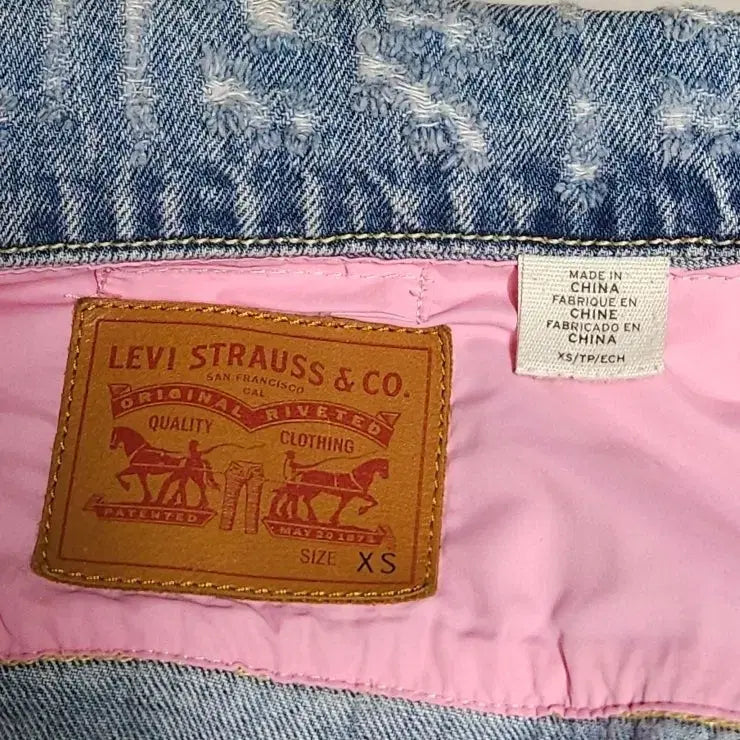 LEVI STRAUSS & CO.
SAN FRANCISCO
CAL
ORIGINAL RIVETED
QUALITY CLOTHING
PATENTED
MAY 20 1873
SIZE XS
MADE IN
CHINA
FABRIQUE EN
CHINE
FABRICADO EN
CHINA
XS/TP/ECH